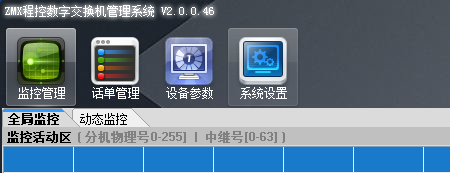 ZMX程控数字交换机管理系统 V2.0.0.46
监控管理 话单管理 设备参数 系统设置
全局监控 动态监控
监控活动区 ( 分机物理号0-255] | 中继号[0-63] )